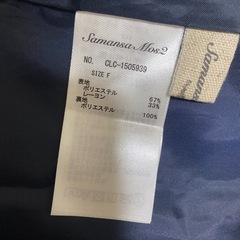 Samansa Mos2
NO. CLC-1505939
SIZE F
表地
ポリエステル 67%
レーヨン 33%
裏地
ポリエステル 100%
Samansa